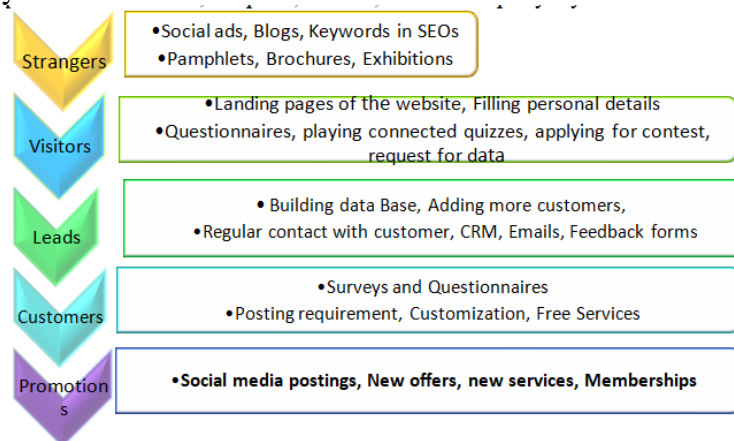 Strangers
•Social ads, Blogs, Keywords in SEOs
•Pamphlets, Brochures, Exhibitions
Visitors
•Landing pages of the website, Filling personal details
•Questionnaires, playing connected quizzes, applying for contest,
request for data
Leads
• Building data Base, Adding more customers,
•Regular contact with customer, CRM, Emails, Feedback forms
Customers
•Surveys and Questionnaires
•Posting requirement, Customization, Free Services
Promotion
s
•Social media postings, New offers, new services, Memberships